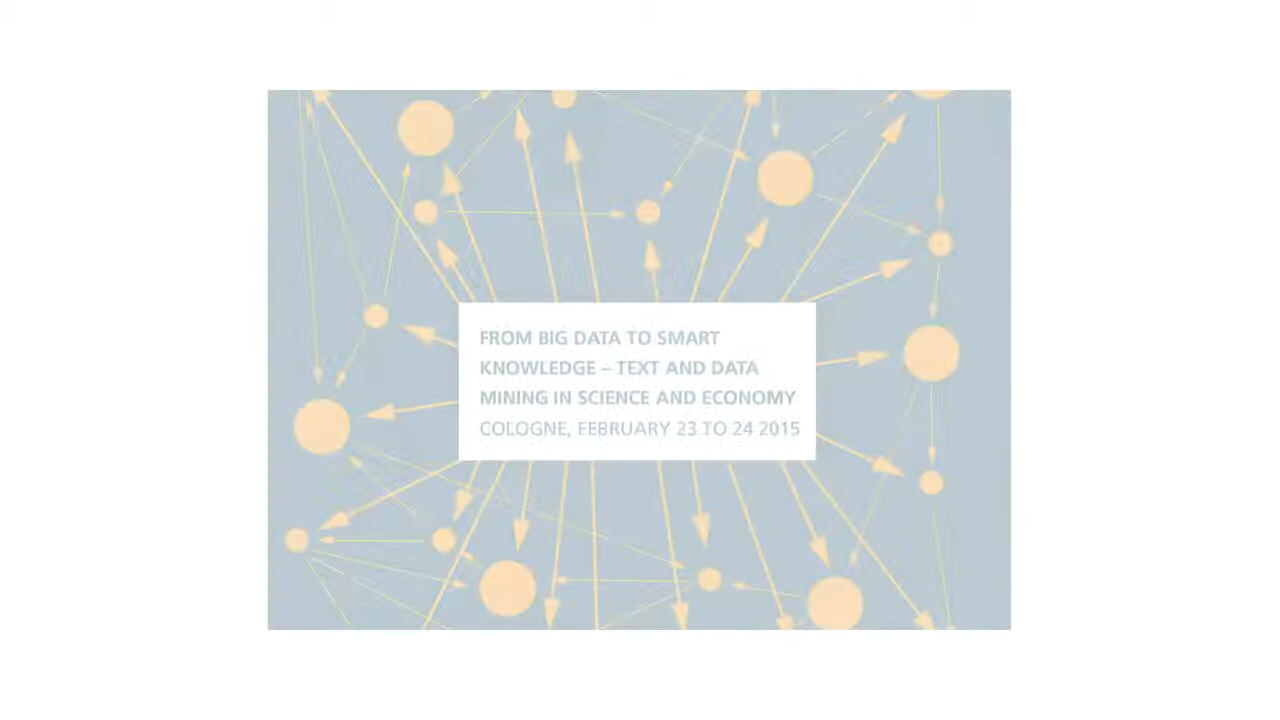 FROM BIG DATA TO SMART
KNOWLEDGE – TEXT AND DATA
MINING IN SCIENCE AND ECONOMY
COLOGNE, FEBRUARY 23 TO 24 2015